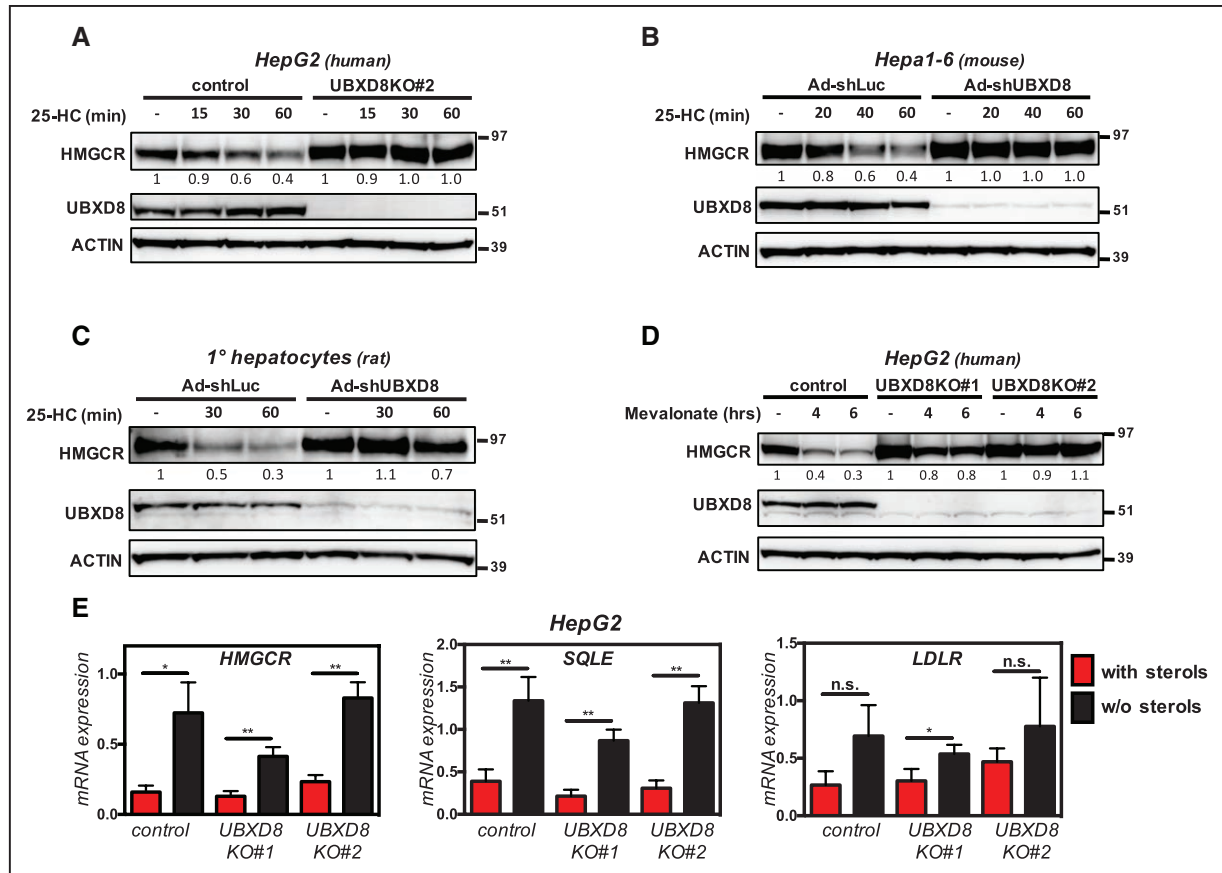 A
HepG2 (human)
control UBXD8KO#2
25-HC (min) - 15 30 60 - 15 30 60
HMGCR 97
1 0.9 0.6 0.4 1 0.9 1.0 1.0
UBXD8 51
ACTIN 39
B
Hepa1-6 (mouse)
Ad-shLuc Ad-shUBXD8
25-HC (min) - 20 40 60 - 20 40 60
HMGCR 97
1 0.8 0.6 0.4 1 1.0 1.0 1.0
UBXD8 51
ACTIN 39
C
1° hepatocytes (rat)
Ad-shLuc Ad-shUBXD8
25-HC (min) - 30 60 - 30 60
HMGCR 97
1 0.5 0.3 1 1.1 0.7
UBXD8 51
ACTIN 39
D
HepG2 (human)
control UBXD8KO#1 UBXD8KO#2
Mevalonate (hrs) - 4 6 - 4 6 - 4 6
HMGCR 97
1 0.4 0.3 1 0.8 0.8 1 0.9 1.1
UBXD8 51
ACTIN 39
E
HepG2
HMGCR
mRNA expression
1.0
0.5
0.0
* ** **
control UBXD8 KO#1 UBXD8 KO#2
SQLE
mRNA expression
2.0
1.5
1.0
0.5
0.0
** ** **
control UBXD8 KO#1 UBXD8 KO#2
LDLR
mRNA expression
1.5
1.0
0.5
0.0
n.s. * n.s.
control UBXD8 KO#1 UBXD8 KO#2
with sterols
w/o sterols